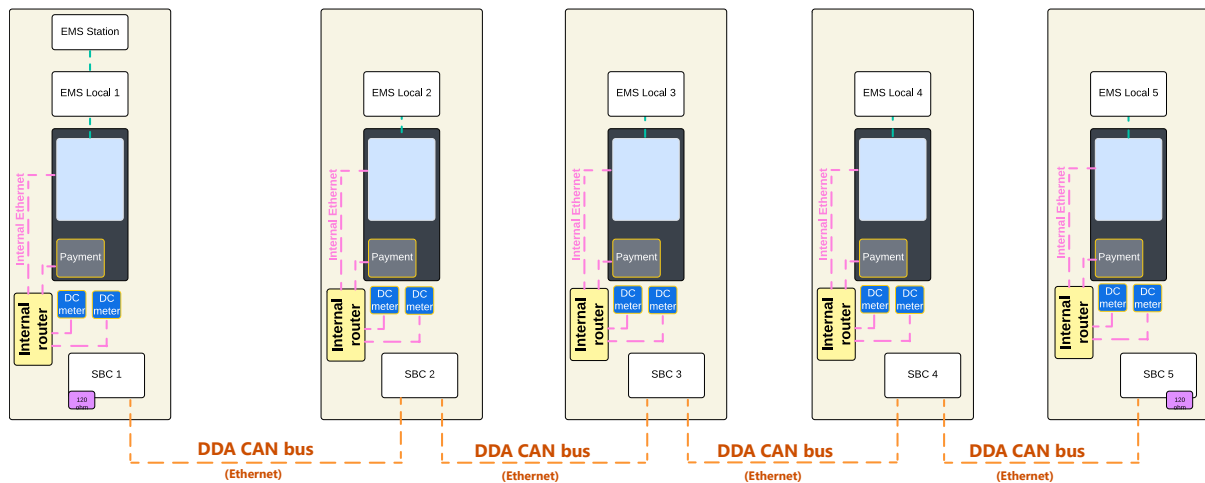 EMS Station
EMS Local 1
Internal Ethernet
Payment
DC
meter
DC
meter
Internal
router
SBC 1
120
ohm
EMS Local 2
Internal Ethernet
Payment
DC
meter
DC
meter
Internal
router
SBC 2
EMS Local 3
Internal Ethernet
Payment
DC
meter
DC
meter
Internal
router
SBC 3
EMS Local 4
Internal Ethernet
Payment
DC
meter
DC
meter
Internal
router
SBC 4
EMS Local 5
Internal Ethernet
Payment
DC
meter
DC
meter
Internal
router
SBC 5
120
ohm
DDA CAN bus
(Ethernet)
DDA CAN bus
(Ethernet)
DDA CAN bus
(Ethernet)
DDA CAN bus
(Ethernet)